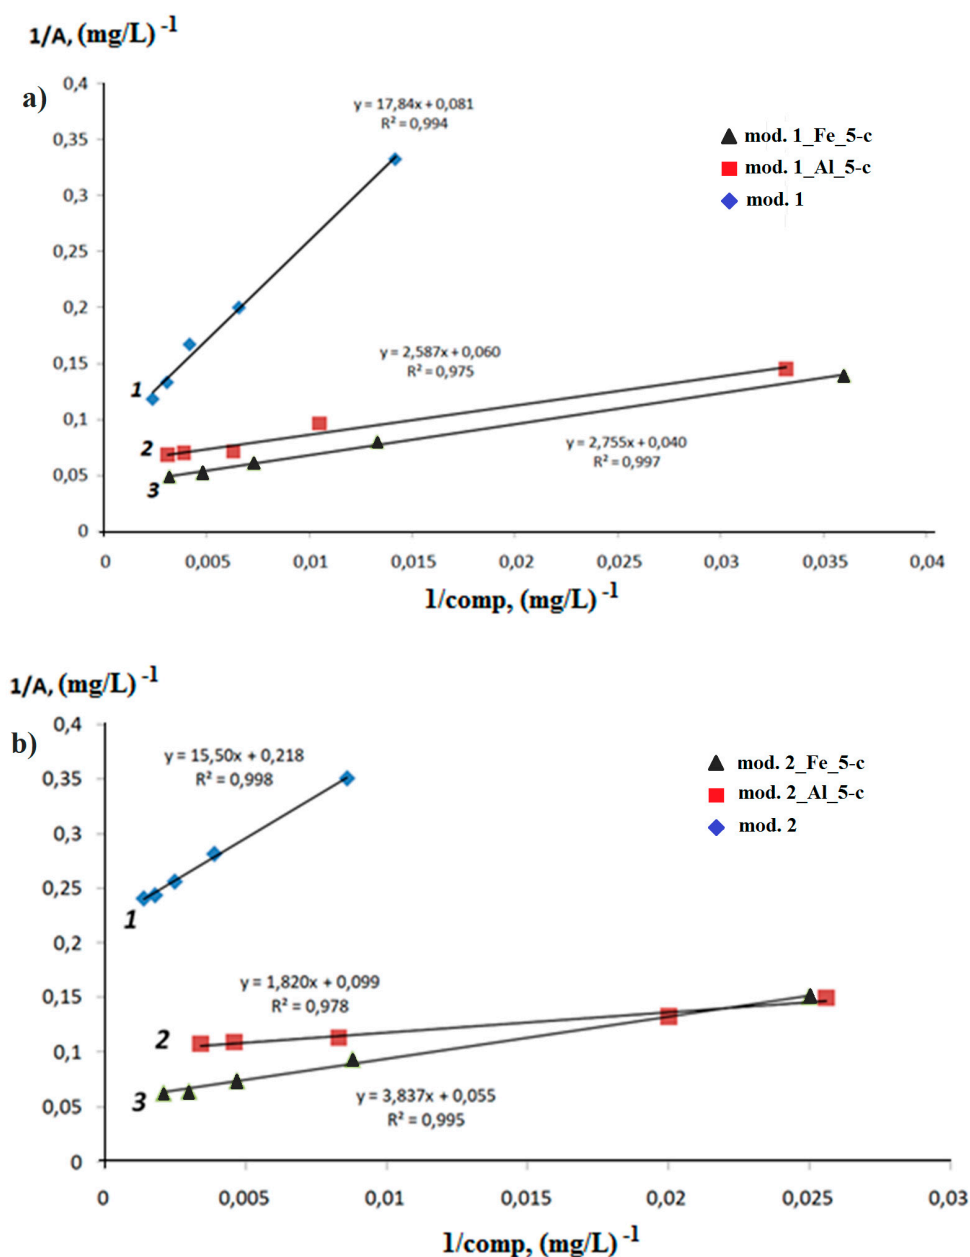 1/A, (mg/L) -1
a)
0,4
0,35
0,3
0,25
0,2
0,15
0,1
0,05
0
y = 17,84x + 0,081
R² = 0,994
mod. 1_Fe_5-c
mod. 1_Al_5-c
mod. 1
y = 2,587x + 0,060
R² = 0,975
y = 2,755x + 0,040
R² = 0,997
1
2
3
0 0,005 0,01 0,015 0,02 0,025 0,03 0,035 0,04
1/comp, (mg/L) -1
1/A, (mg/L) -1
b)
0,4
0,35
0,3
0,25
0,2
0,15
0,1
0,05
0
y = 15,50x + 0,218
R² = 0,998
mod. 2_Fe_5-c
mod. 2_Al_5-c
mod. 2
y = 1,820x + 0,099
R² = 0,978
y = 3,837x + 0,055
R² = 0,995
1
2
3
0 0,005 0,01 0,015 0,02 0,025 0,03
1/comp, (mg/L) -1